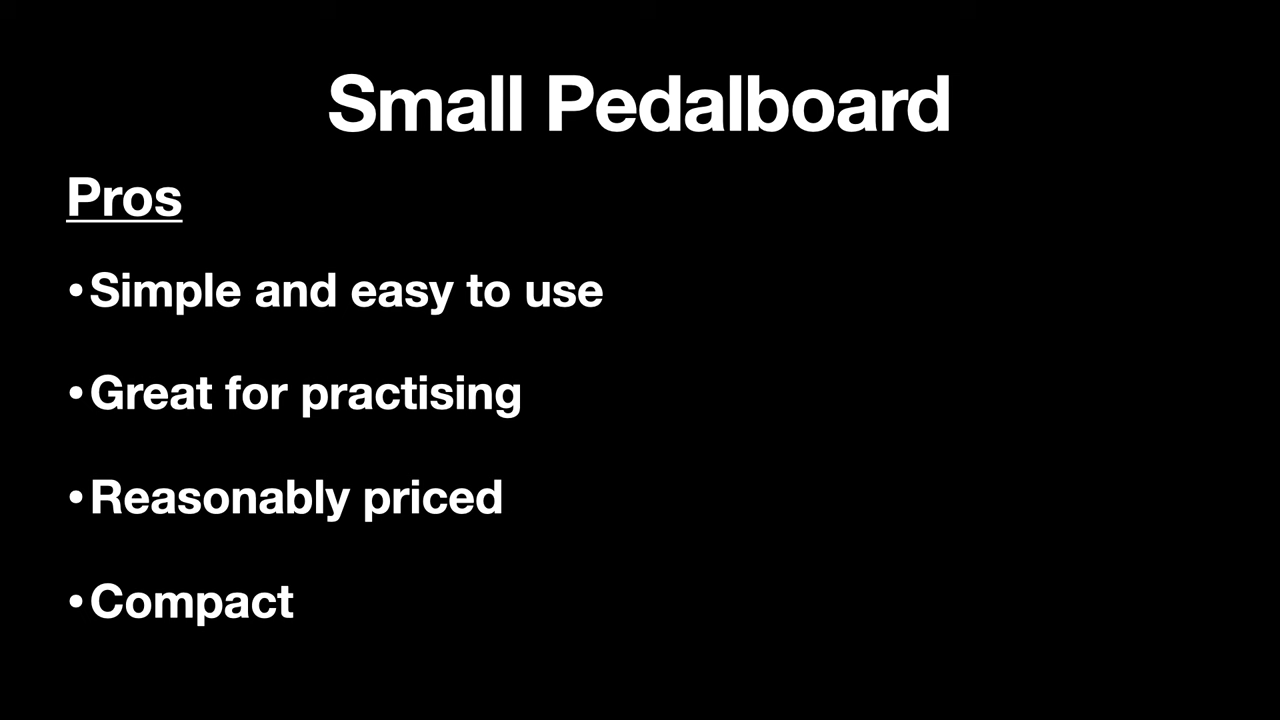 Small Pedalboard
Pros
•Simple and easy to use
•Great for practising
•Reasonably priced
•Compact